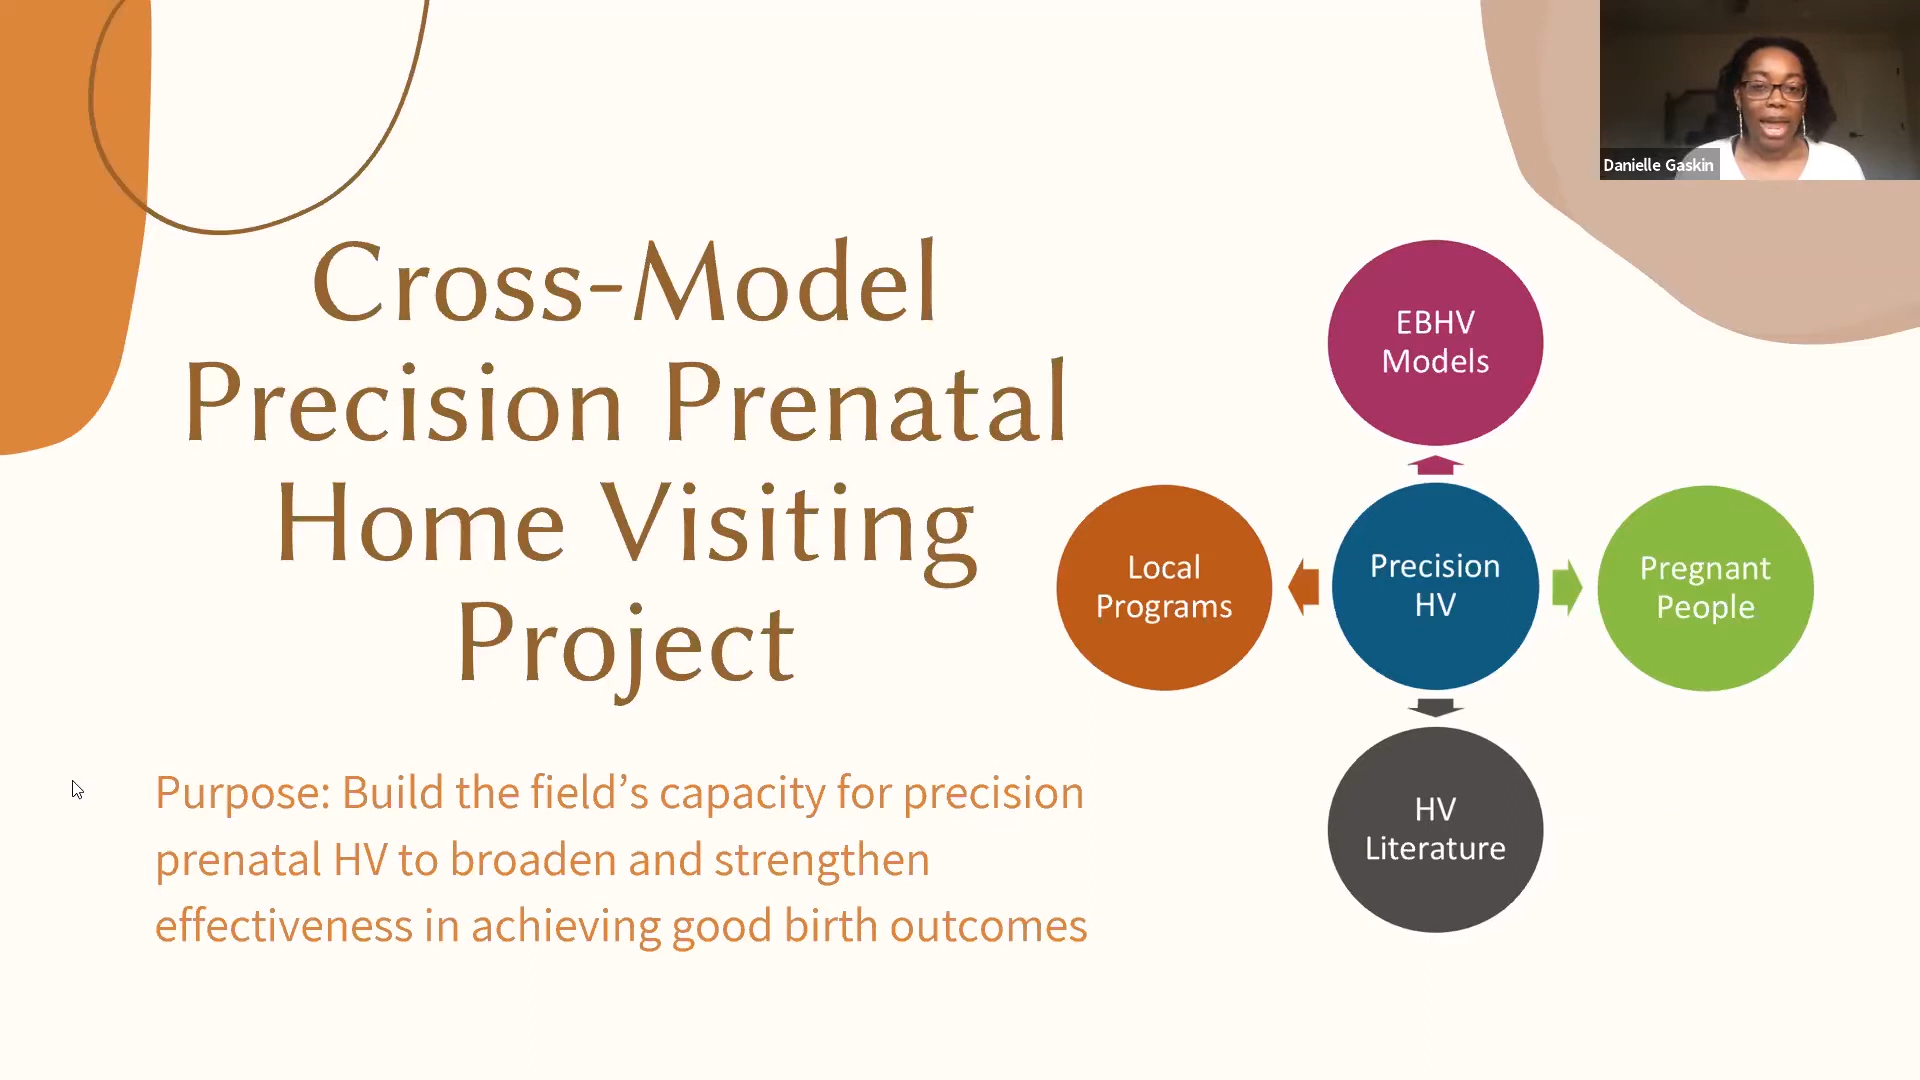 Cross-Model
Precision Prenatal
Home Visiting
Project
Purpose: Build the field’s capacity for precision
prenatal HV to broaden and strengthen
effectiveness in achieving good birth outcomes
EBHV
Models
Local
Programs
Precision
HV
Pregnant
People
HV
Literature
Danielle Gaskin